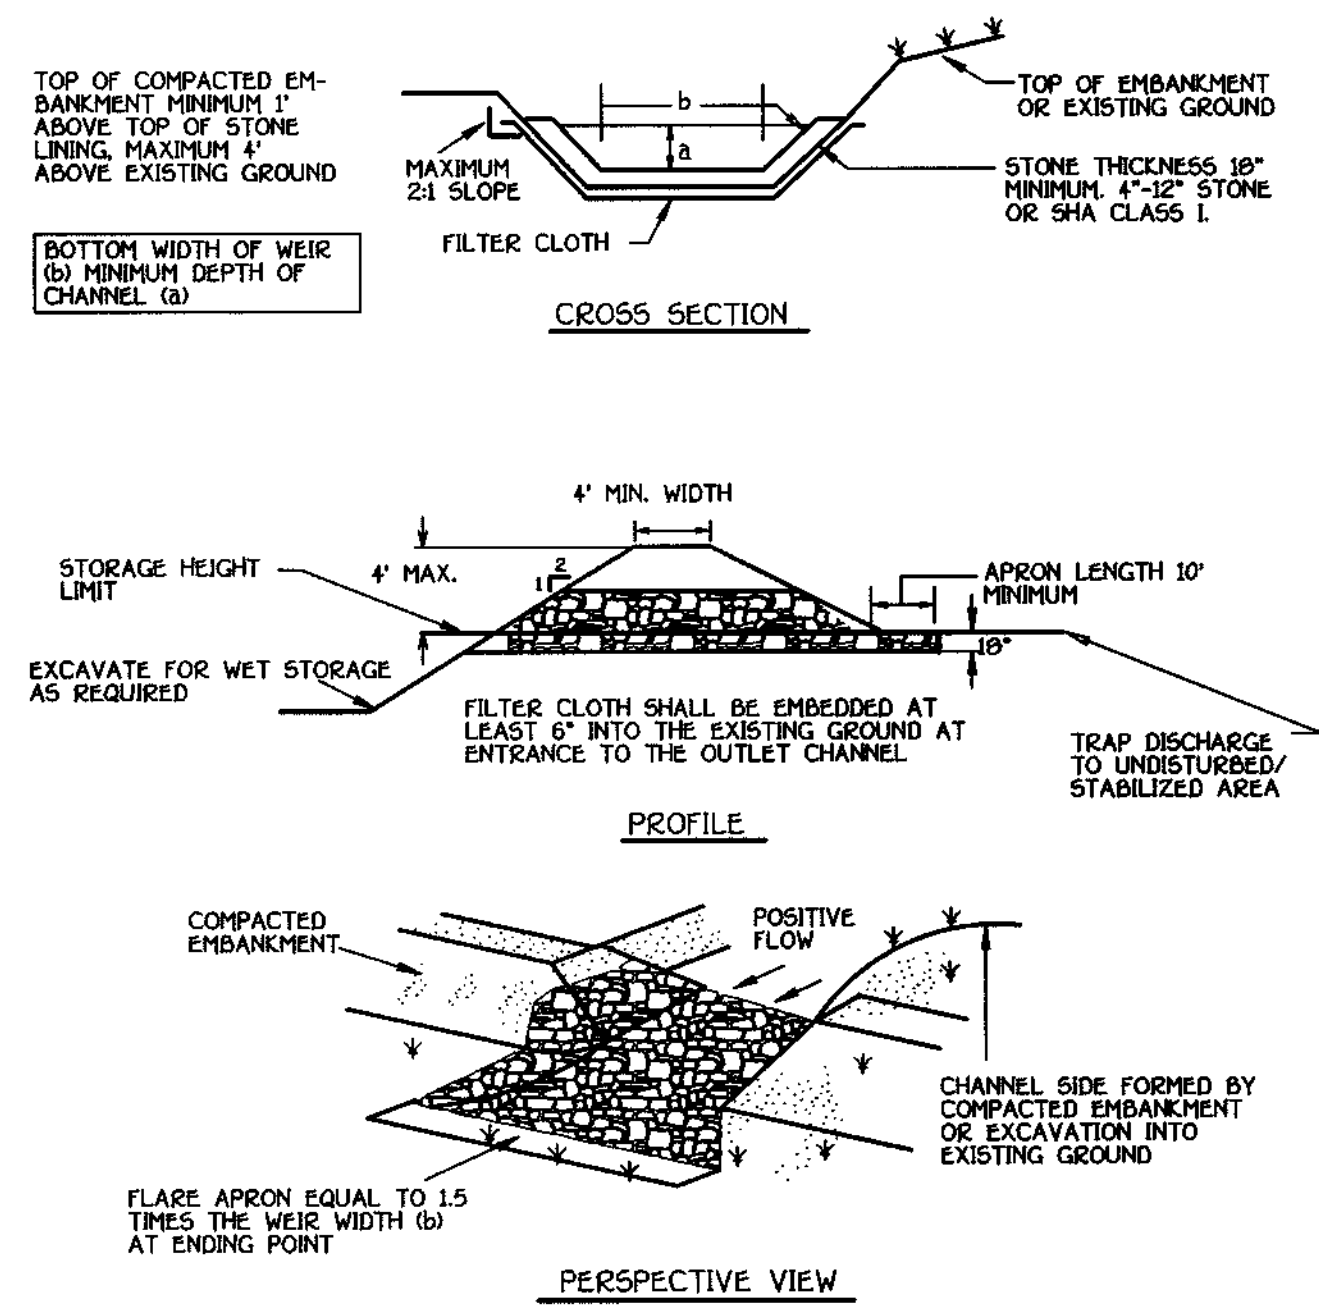 TOP OF COMPACTED EM-
BANKMENT MINIMUM 1'
ABOVE TOP OF STONE
LINING, MAXIMUM 4'
ABOVE EXISTING GROUND
BOTTOM WIDTH OF WEIR
(b) MINIMUM DEPTH OF
CHANNEL (a)
MAXIMUM
2:1 SLOPE
FILTER CLOTH
b
a
TOP OF EMBANKMENT
OR EXISTING GROUND
STONE THICKNESS 18"
MINIMUM. 4"-12" STONE
OR SHA CLASS I.
CROSS SECTION
4' MIN. WIDTH
STORAGE HEIGHT
LIMIT
4' MAX.
2
1
APRON LENGTH 10'
MINIMUM
18"
EXCAVATE FOR WET STORAGE
AS REQUIRED
FILTER CLOTH SHALL BE EMBEDDED AT
LEAST 6" INTO THE EXISTING GROUND AT
ENTRANCE TO THE OUTLET CHANNEL
TRAP DISCHARGE
TO UNDISTURBED/
STABILIZED AREA
PROFILE
COMPACTED
EMBANKMENT
POSITIVE
FLOW
CHANNEL SIDE FORMED BY
COMPACTED EMBANKMENT
OR EXCAVATION INTO
EXISTING GROUND
FLARE APRON EQUAL TO 1.5
TIMES THE WEIR WIDTH (b)
AT ENDING POINT
PERSPECTIVE VIEW